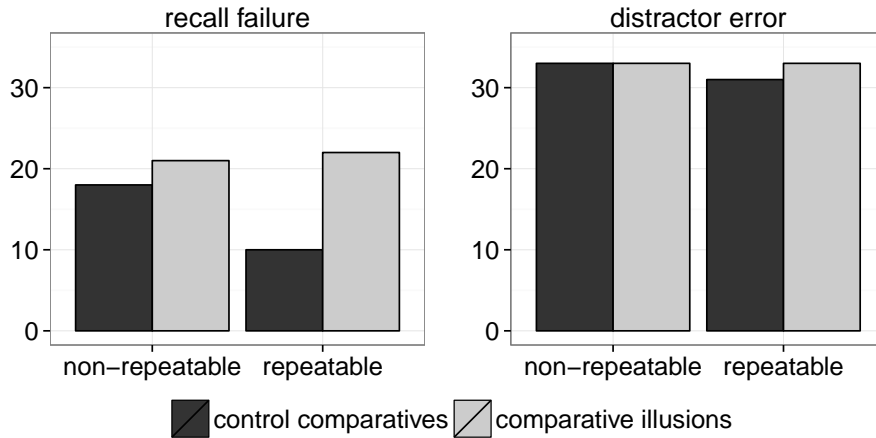 recall failure
distractor error
30
20
10
0
30
20
10
0
non−repeatable repeatable
non−repeatable repeatable
control comparatives comparative illusions